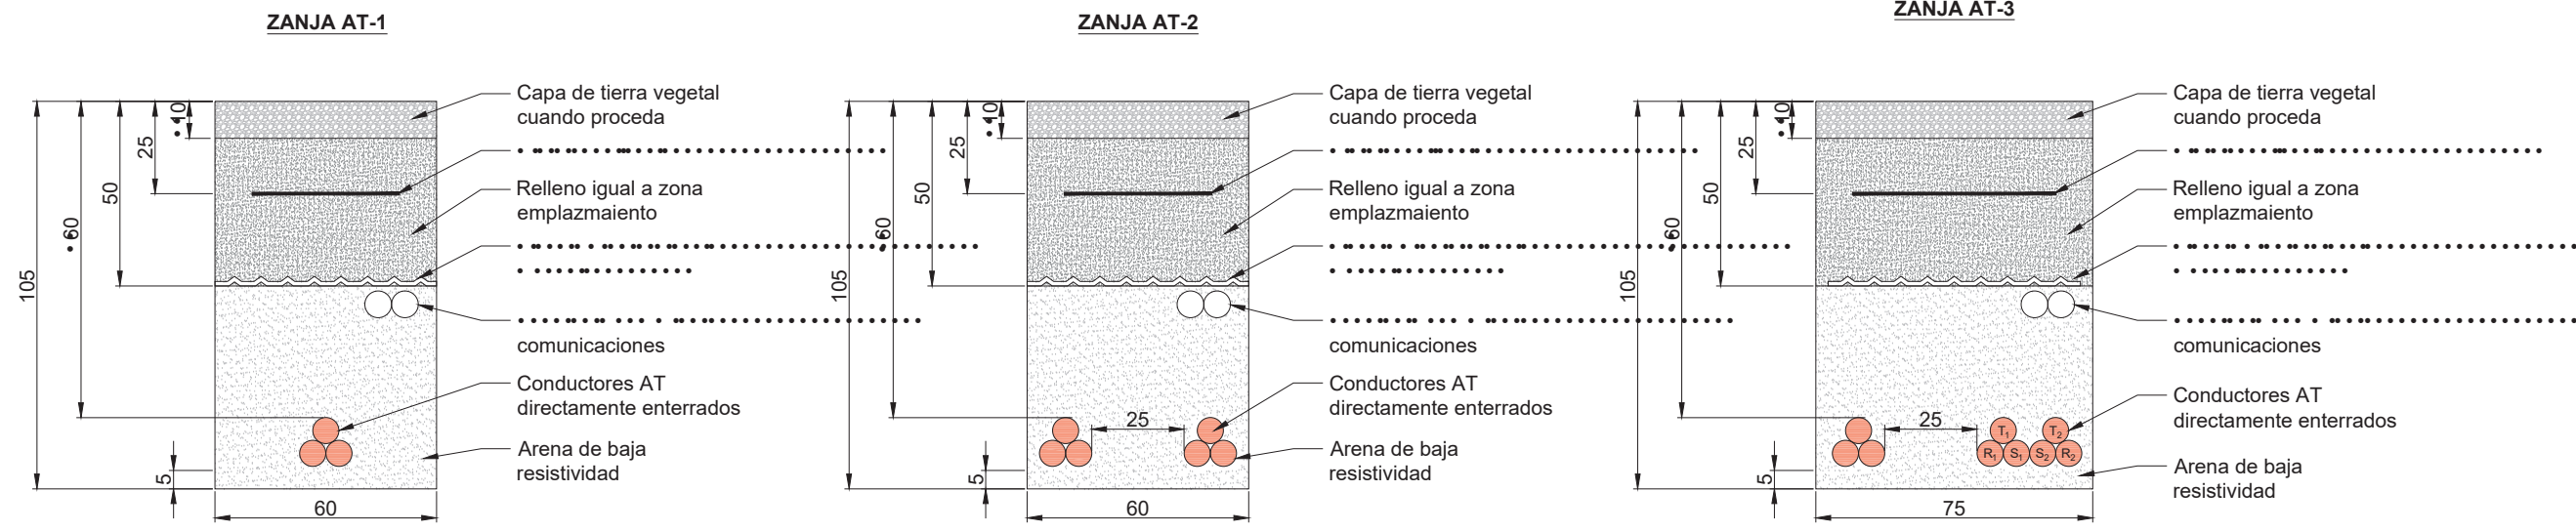 ZANJA AT-1
Capa de tierra vegetal
cuando proceda
Relleno igual a zona
emplazmaiento
comunicaciones
Conductores AT
directamente enterrados
Arena de baja
resistividad
10
25
50
60
105
5
60
ZANJA AT-2
Capa de tierra vegetal
cuando proceda
Relleno igual a zona
emplazmaiento
comunicaciones
Conductores AT
directamente enterrados
Arena de baja
resistividad
10
25
50
60
105
25
5
60
ZANJA AT-3
Capa de tierra vegetal
cuando proceda
Relleno igual a zona
emplazmaiento
comunicaciones
Conductores AT
directamente enterrados
Arena de baja
resistividad
10
25
50
60
105
25
T1 T2
R1 S1 S2 R2
5
75